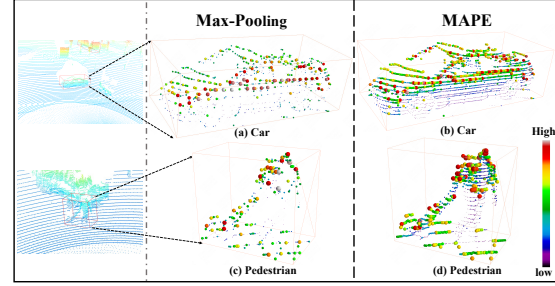 Max-Pooling
MAPE
(a) Car
(b) Car
High
(c) Pedestrian
(d) Pedestrian
low